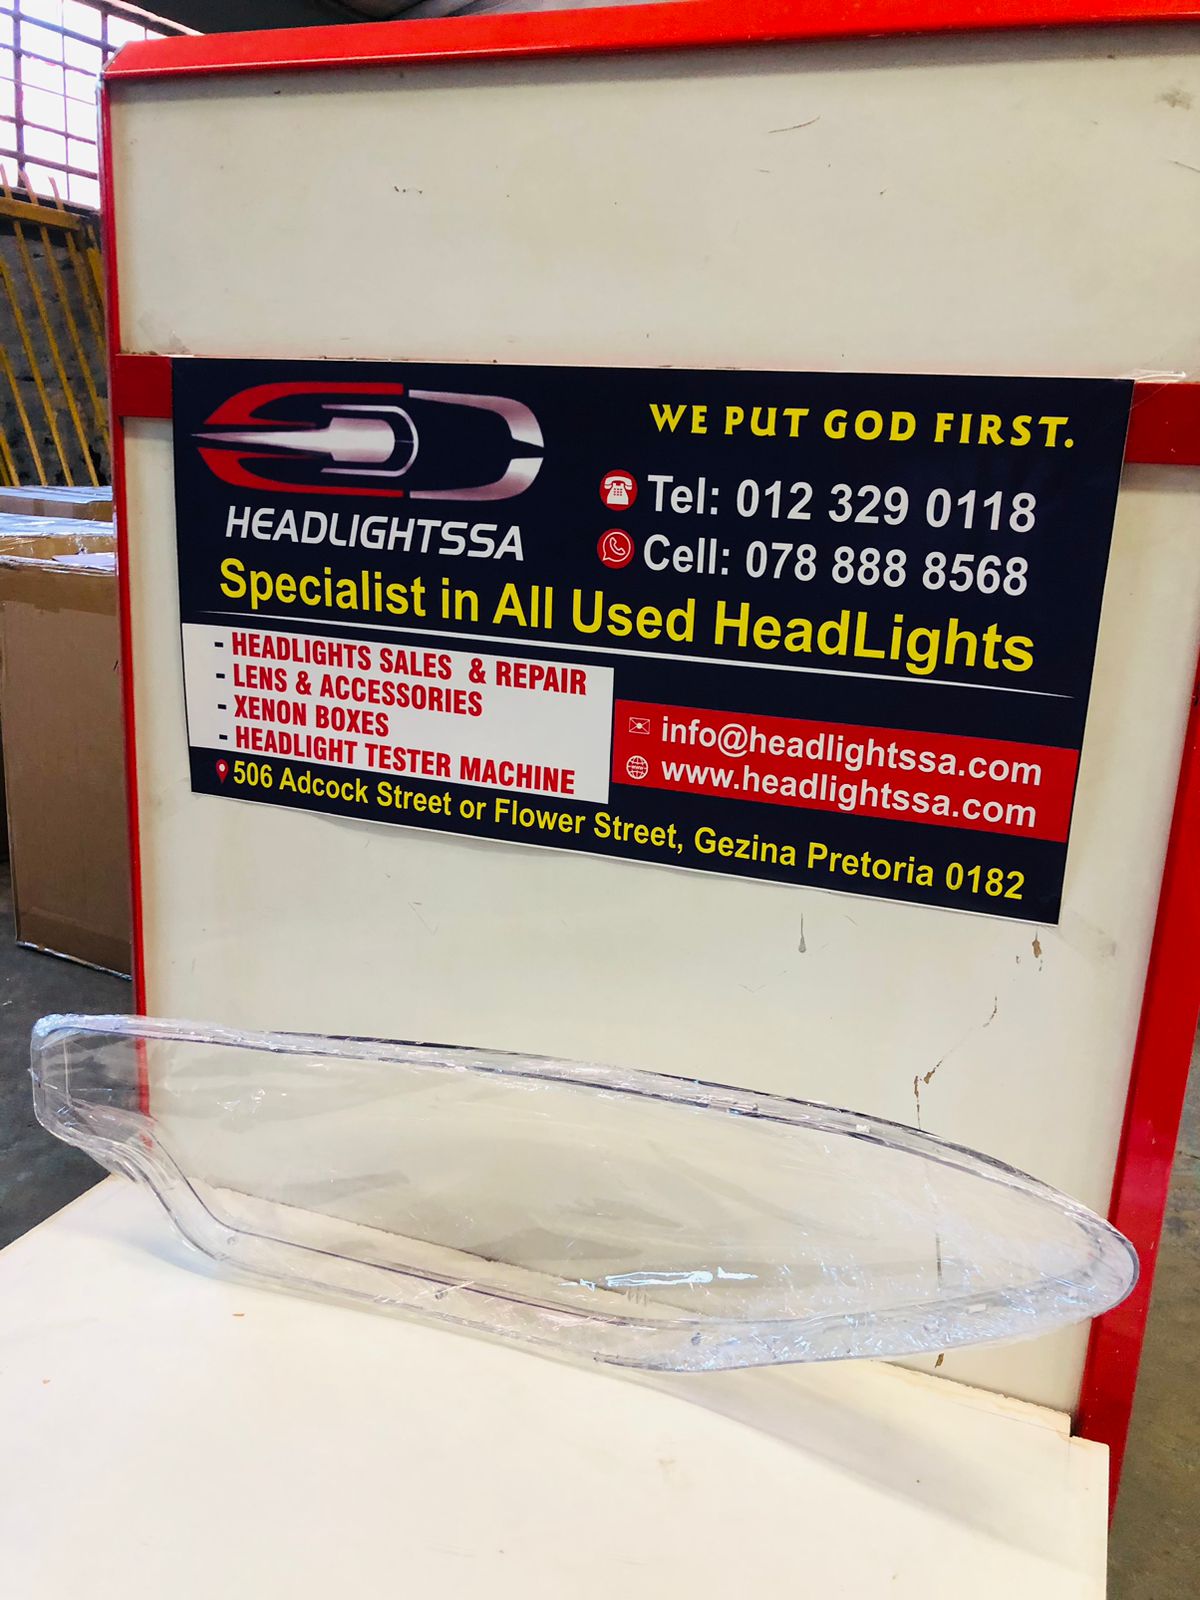 WE PUT GOD FIRST.
Tel: 012 329 0118
Cell: 078 888 8568
HEADLIGHTSSA
Specialist in All Used HeadLights
- HEADLIGHTS SALES & REPAIR
- LENS & ACCESSORIES
- XENON BOXES
- HEADLIGHT TESTER MACHINE
info@headlightssa.com
www.headlightssa.com
506 Adcock Street or Flower Street, Gezina Pretoria 0182